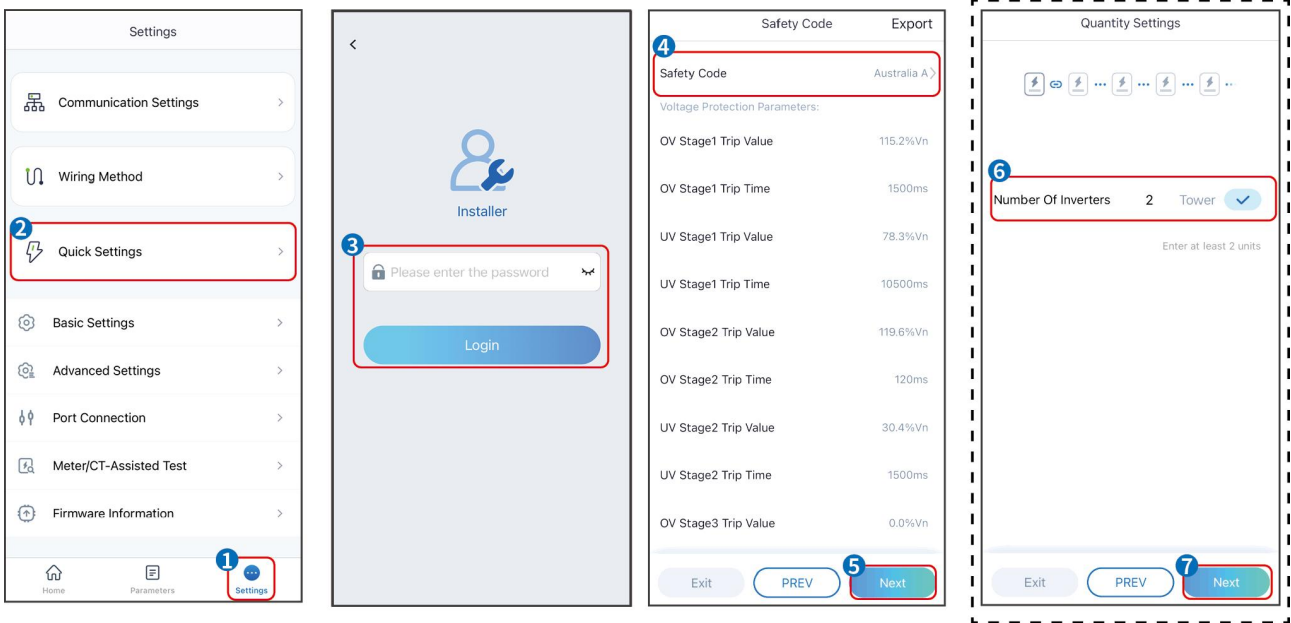 Settings
Communication Settings
Wiring Method
2
Quick Settings
Basic Settings
Advanced Settings
Port Connection
Meter/CT-Assisted Test
Firmware Information
1
Home Parameters Settings
Installer
3
Please enter the password
Login
Safety Code Export
4
Safety Code Australia A
Voltage Protection Parameters:
OV Stage1 Trip Value 115.2%Vn
OV Stage1 Trip Time 1500ms
UV Stage1 Trip Value 78.3%Vn
UV Stage1 Trip Time 10500ms
OV Stage2 Trip Value 119.6%Vn
OV Stage2 Trip Time 120ms
UV Stage2 Trip Value 30.4%Vn
UV Stage2 Trip Time 1500ms
OV Stage3 Trip Value 0.0%Vn
5
Exit PREV Next
Quantity Settings
6
Number Of Inverters 2 Tower
Enter at least 2 units
7
Exit PREV Next